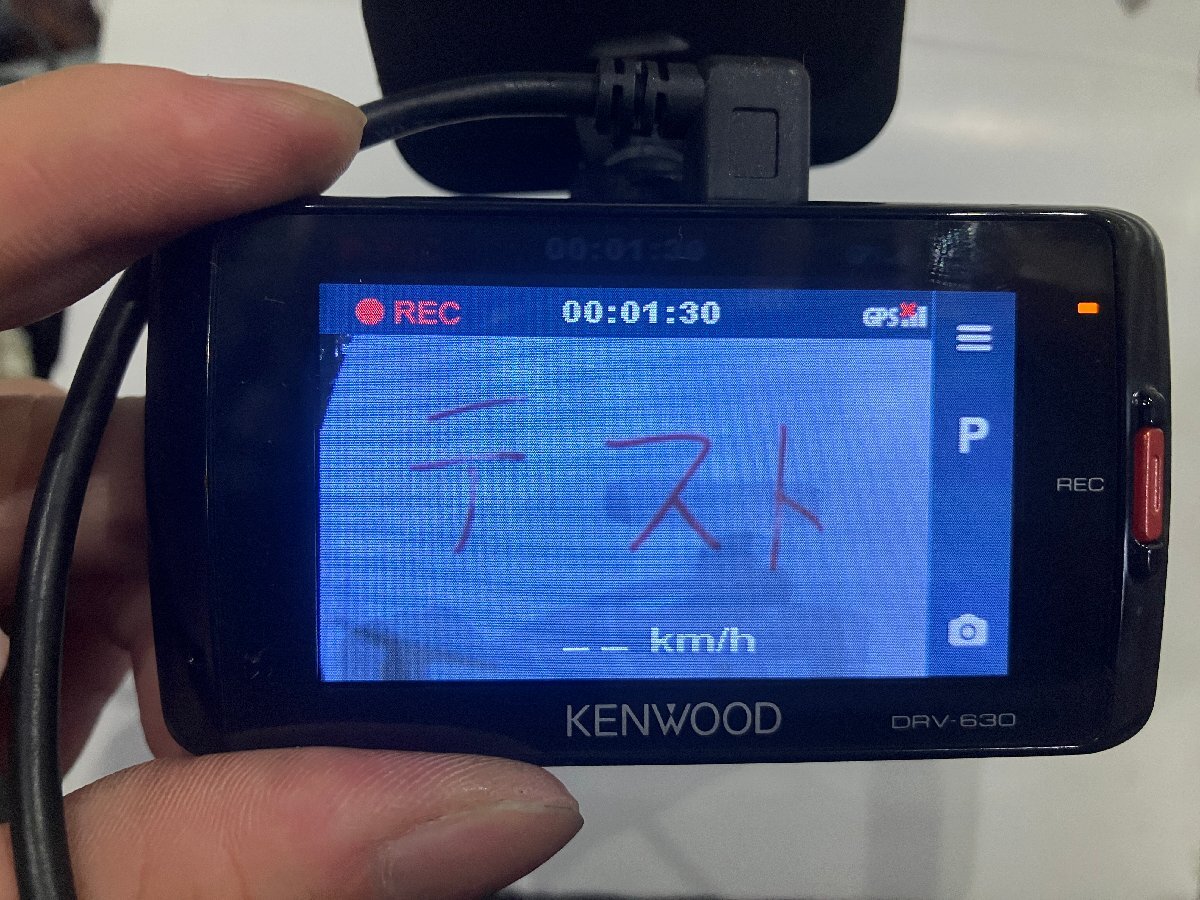 REC 00:01:30 GPS
P
テスト
REC
-- km/h
KENWOOD DRV-630